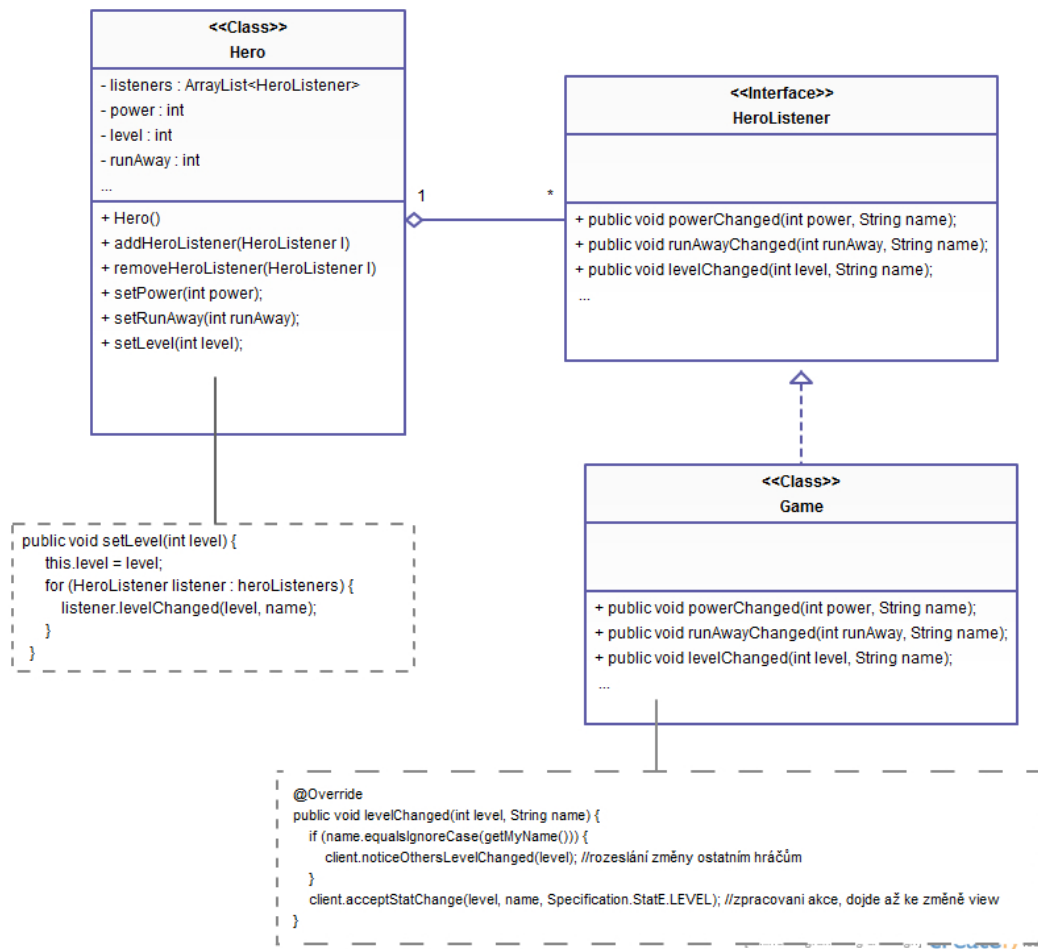 <<Class>>
Hero
- listeners : ArrayList<HeroListener>
- power : int
- level : int
- runAway : int
...
+ Hero()
+ addHeroListener(HeroListener l)
+ removeHeroListener(HeroListener l)
+ setPower(int power);
+ setRunAway(int runAway);
+ setLevel(int level);
1
*
<<Interface>>
HeroListener
+ public void powerChanged(int power, String name);
+ public void runAwayChanged(int runAway, String name);
+ public void levelChanged(int level, String name);
...
public void setLevel(int level) {
this.level = level;
for (HeroListener listener : heroListeners) {
listener.levelChanged(level, name);
}
}
<<Class>>
Game
+ public void powerChanged(int power, String name);
+ public void runAwayChanged(int runAway, String name);
+ public void levelChanged(int level, String name);
...
@Override
public void levelChanged(int level, String name) {
if (name.equalsIgnoreCase(getMyName())) {
client.noticeOthersLevelChanged(level); //rozeslání změny ostatním hráčům
}
client.acceptStatChange(level, name, Specification.StatE.LEVEL); //zpracovani akce, dojde až ke změně view
}